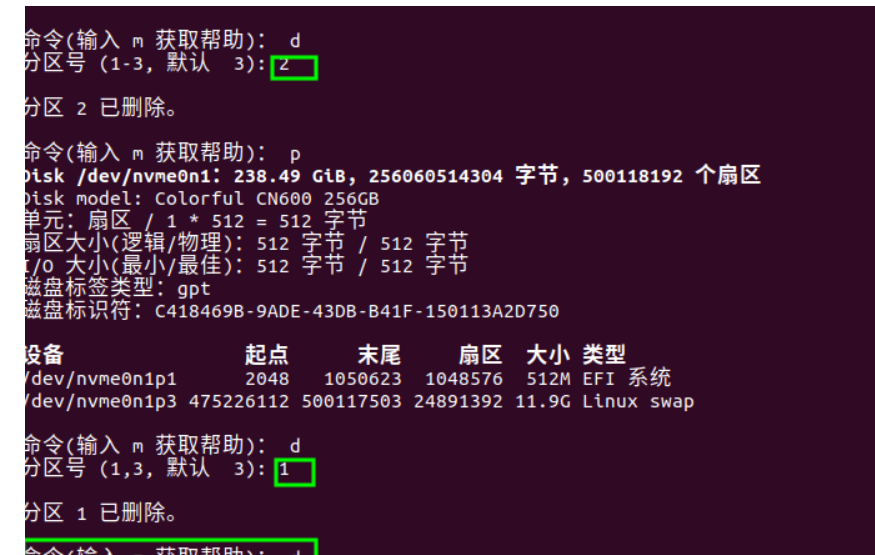 命令(输入 m 获取帮助)： d
分区号 (1-3, 默认  3): 2
分区 2 已删除。
命令(输入 m 获取帮助)： p
Disk /dev/nvme0n1：238.49 GiB，256060514304 字节，500118192 个扇区
Disk model: Colorful CN600 256GB
单元：扇区 / 1 * 512 = 512 字节
扇区大小(逻辑/物理)：512 字节 / 512 字节
I/O 大小(最小/最佳)：512 字节 / 512 字节
磁盘标签类型：gpt
磁盘标识符：C418469B-9ADE-43DB-B41F-150113A2D750
设备 起点 末尾 扇区 大小 类型
/dev/nvme0n1p1 2048 1050623 1048576 512M EFI 系统
/dev/nvme0n1p3 475226112 500117503 24891392 11.9G Linux swap
命令(输入 m 获取帮助)： d
分区号 (1,3, 默认  3): 1
分区 1 已删除。
命令(输入 m 获取帮助)： d